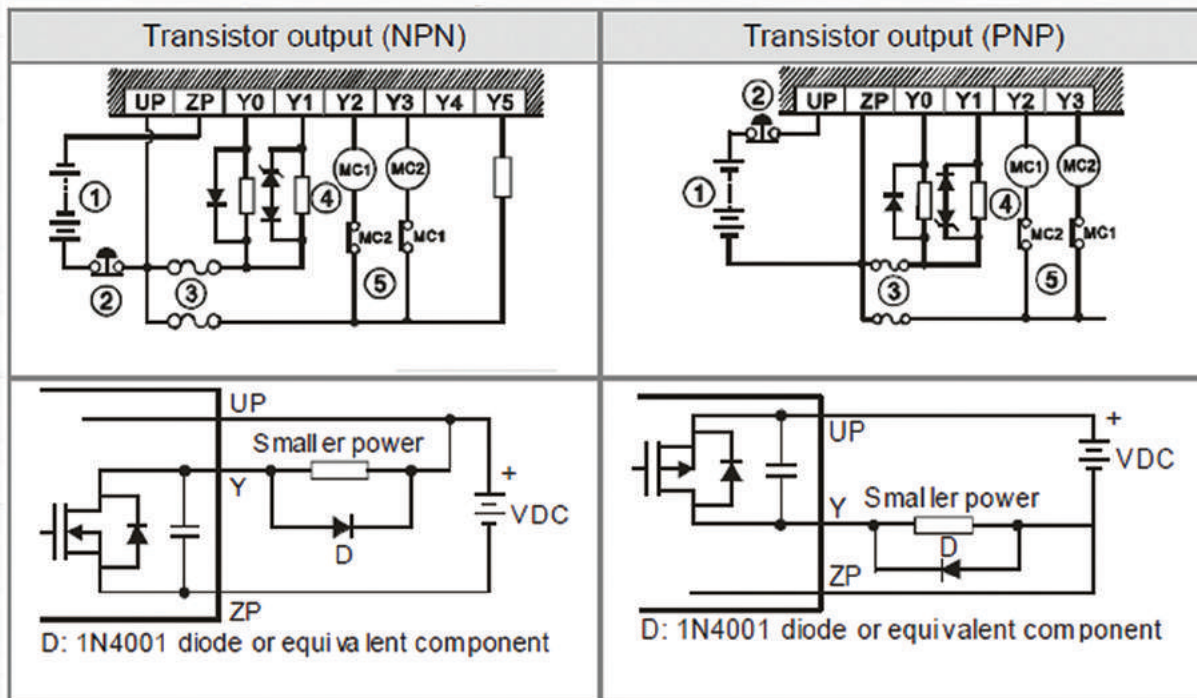 Transistor output (NPN)
Transistor output (PNP)
UP ZP Y0 Y1 Y2 Y3 Y4 Y5
MC1 MC2
①
④
MC2 MC1
②
③
⑤
②
UP ZP Y0 Y1 Y2 Y3
MC1 MC2
①
④
MC2 MC1
③
⑤
UP
Smaller power
Y
+
VDC
D
ZP
D: 1N4001 diode or equivalent component
+
UP
VDC
Smaller power
Y
D
ZP
D: 1N4001 diode or equivalent component